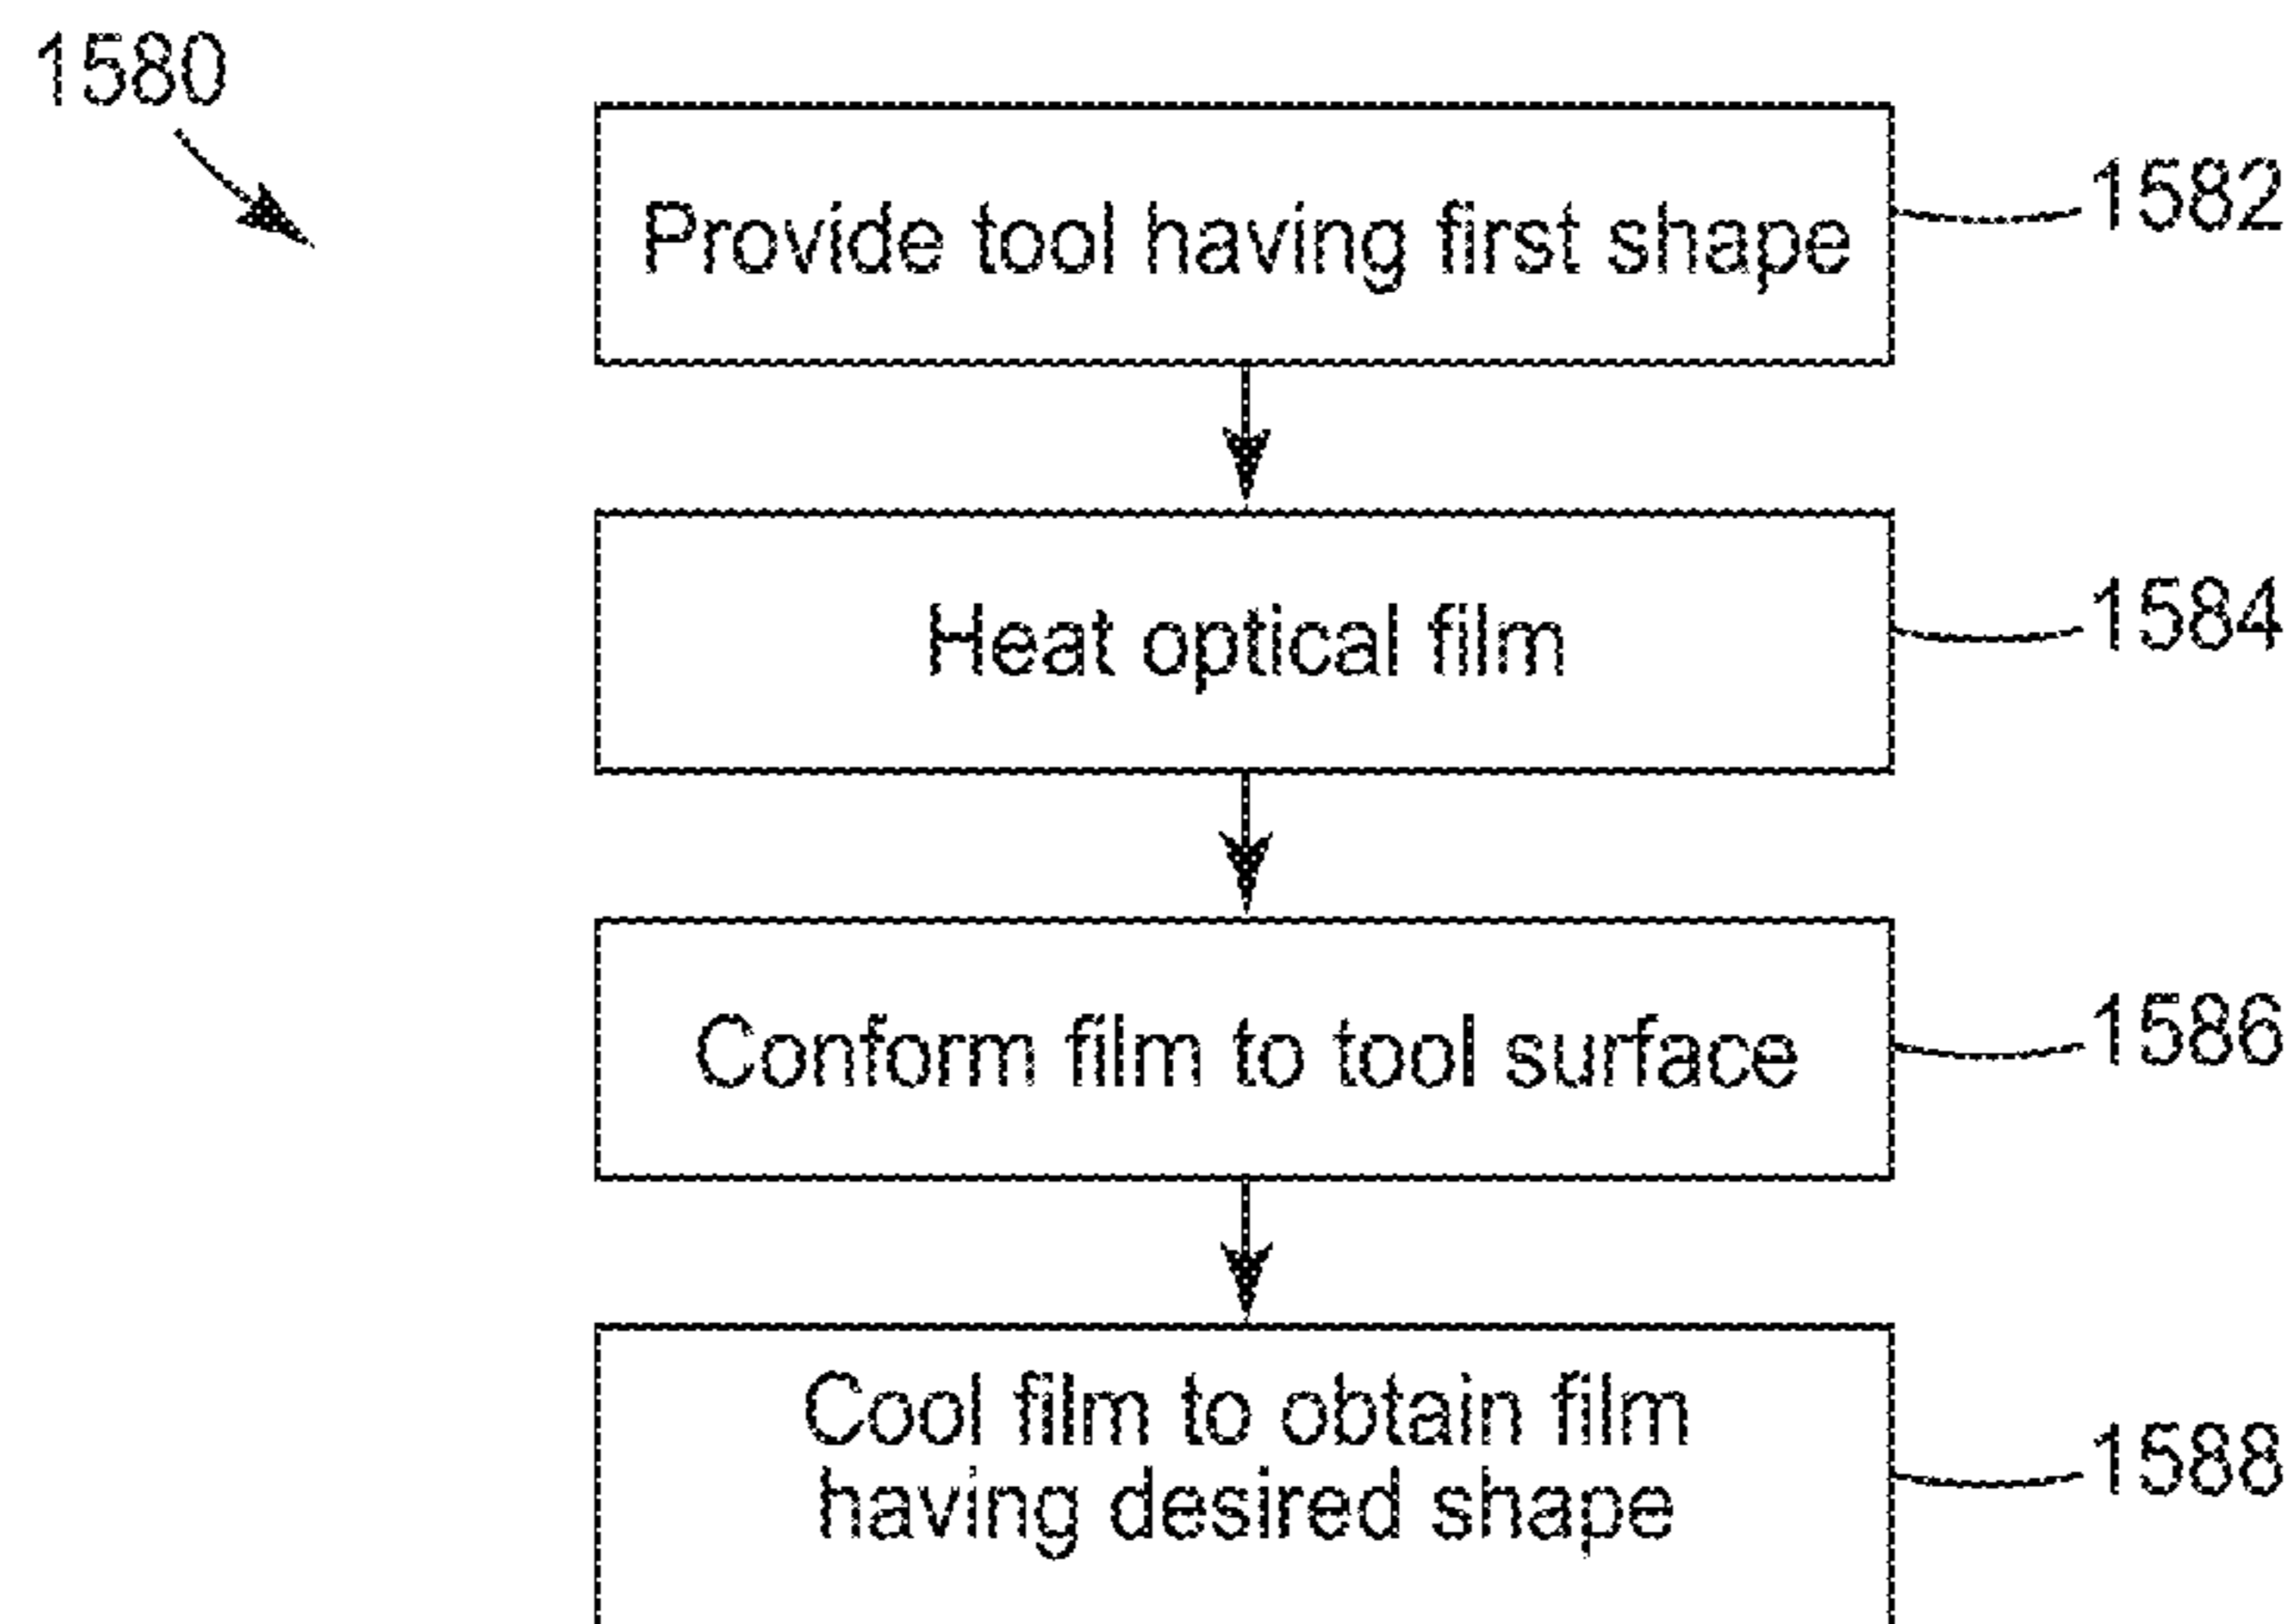 1580
Provide tool having first shape
1582
Heat optical film
1584
Conform film to tool surface
1586
Cool film to obtain film
having desired shape
1588